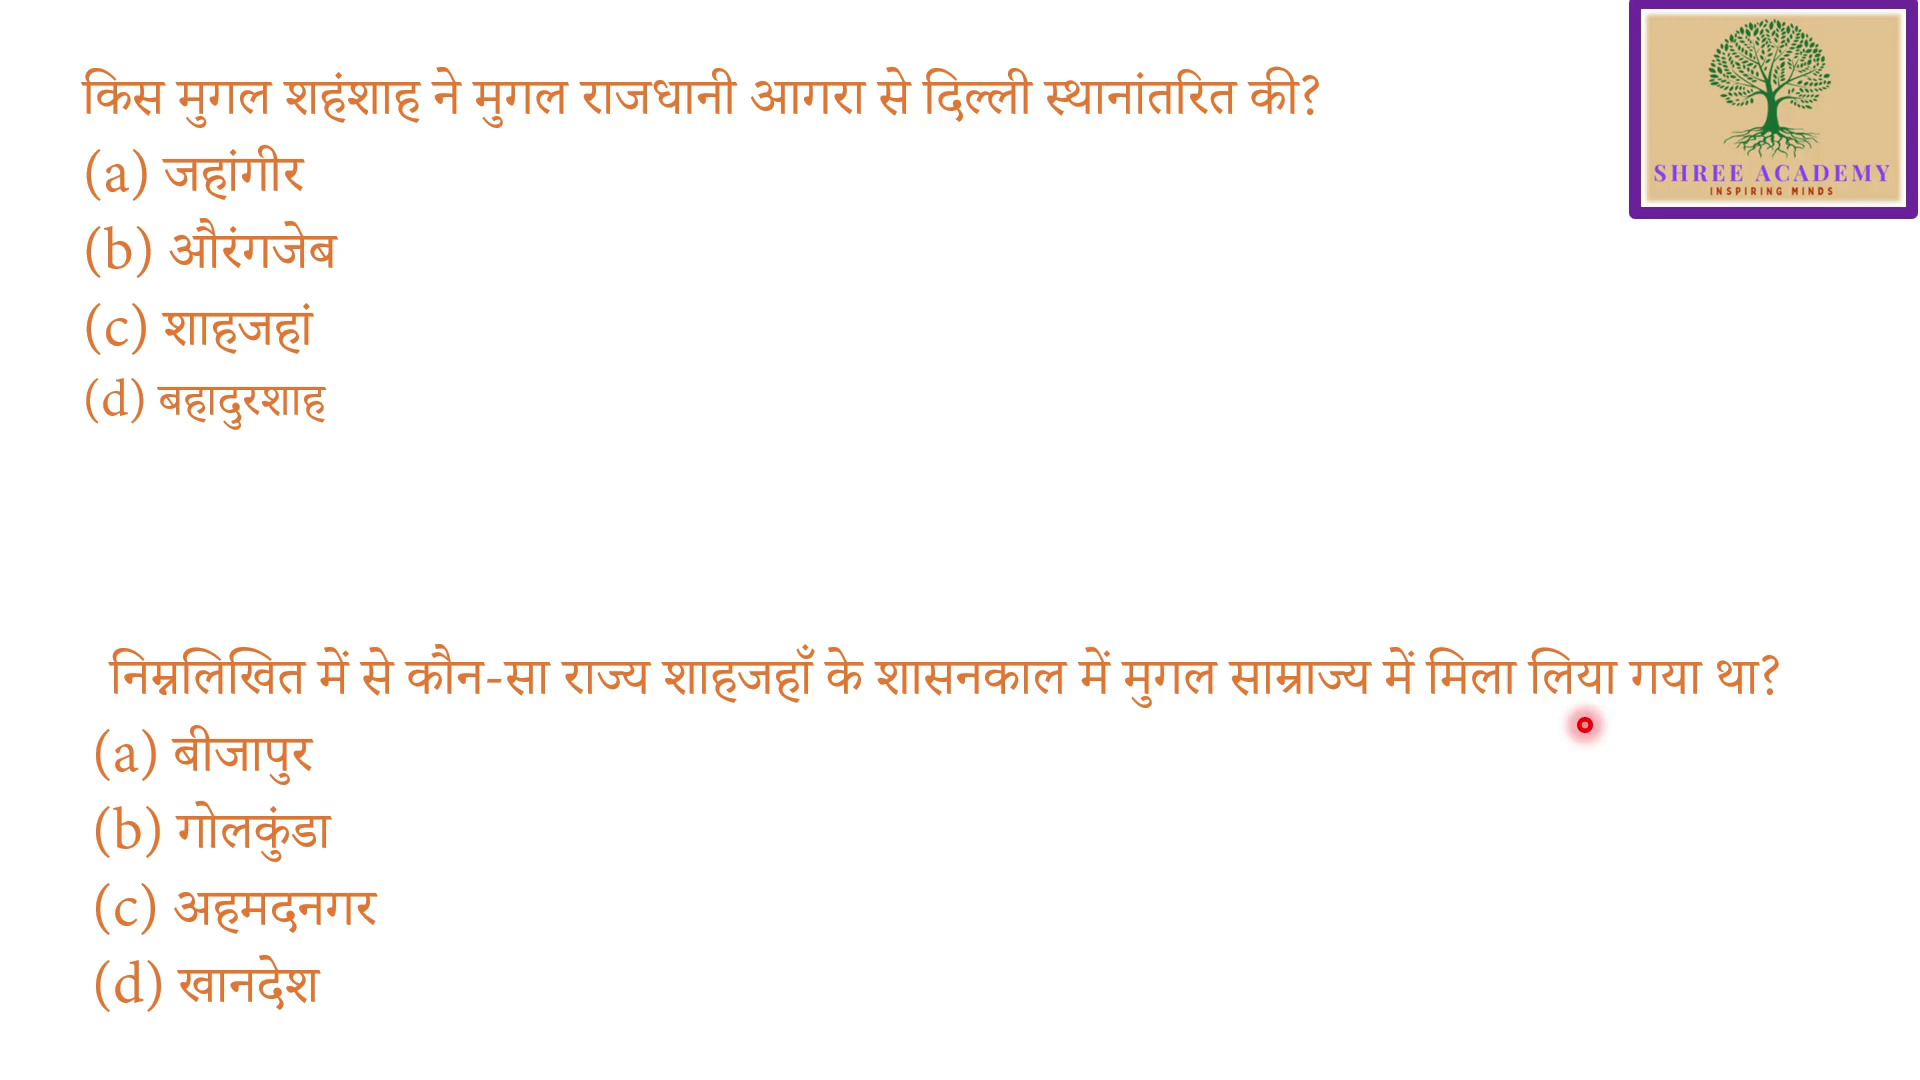 किस मुगल शहंशाह ने मुगल राजधानी आगरा से दिल्ली स्थानांतरित की?
(a) जहांगीर
(b) औरंगजेब
(c) शाहजहां
(d) बहादुरशाह
SHREE ACADEMY
INSPIRING MINDS
निम्नलिखित में से कौन-सा राज्य शाहजहाँ के शासनकाल में मुगल साम्राज्य में मिला लिया गया था?
(a) बीजापुर
(b) गोलकुंडा
(c) अहमदनगर
(d) खानदेश